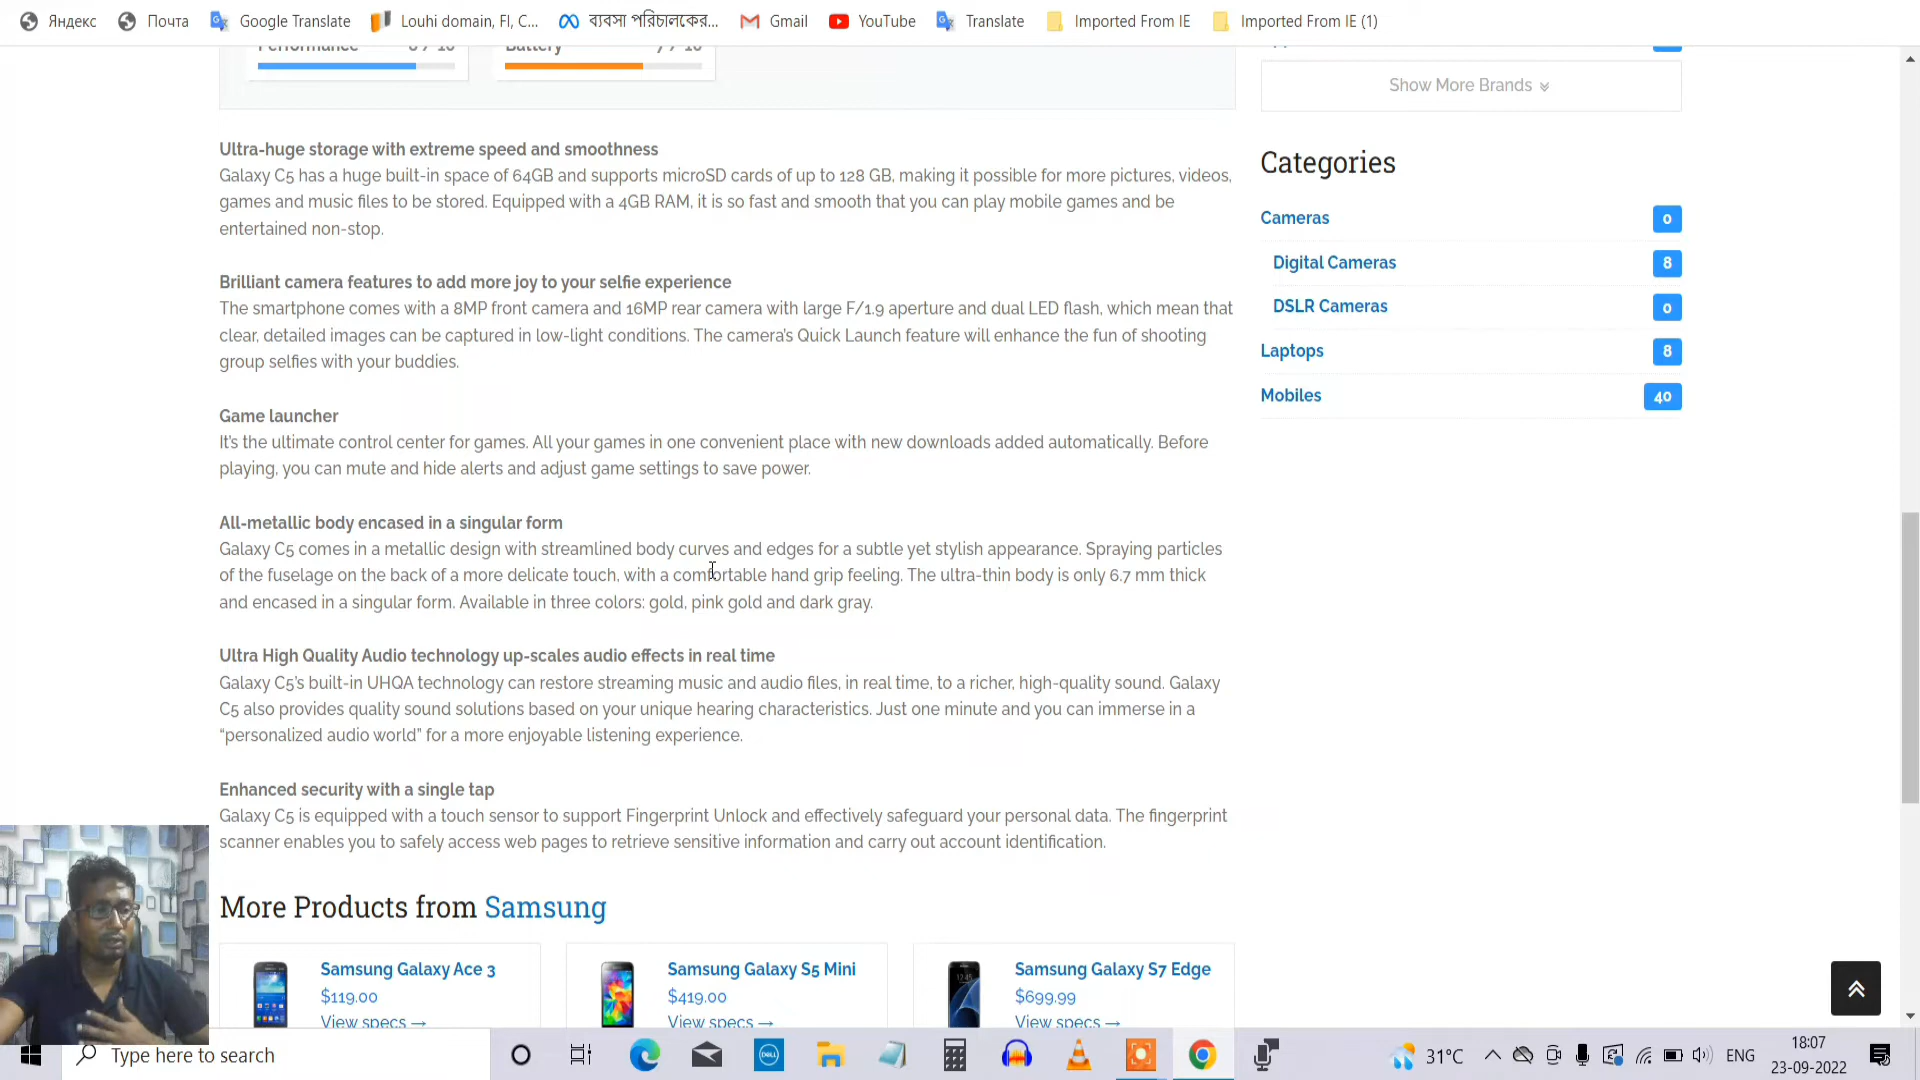 Яндекс
Почта
Google Translate
Louhi domain, Fl, C...
ব্যবসা পরিচালকের...
Gmail
YouTube
Translate
Imported From IE
Imported From IE (1)
Performance
Battery
Show More Brands
Ultra-huge storage with extreme speed and smoothness
Galaxy C5 has a huge built-in space of 64GB and supports microSD cards of up to 128 GB, making it possible for more pictures, videos,
games and music files to be stored. Equipped with a 4GB RAM, it is so fast and smooth that you can play mobile games and be
entertained non-stop.
Brilliant camera features to add more joy to your selfie experience
The smartphone comes with a 8MP front camera and 16MP rear camera with large F/1.9 aperture and dual LED flash, which mean that
clear, detailed images can be captured in low-light conditions. The camera's Quick Launch feature will enhance the fun of shooting
group selfies with your buddies.
Game launcher
It's the ultimate control center for games. All your games in one convenient place with new downloads added automatically. Before
playing, you can mute and hide alerts and adjust game settings to save power.
All-metallic body encased in a singular form
Galaxy C5 comes in a metallic design with streamlined body curves and edges for a subtle yet stylish appearance. Spraying particles
of the fuselage on the back of a more delicate touch, with a comfortable hand grip feeling. The ultra-thin body is only 6.7 mm thick
and encased in a singular form. Available in three colors: gold, pink gold and dark gray.
Ultra High Quality Audio technology up-scales audio effects in real time
Galaxy C5's built-in UHQA technology can restore streaming music and audio files, in real time, to a richer, high-quality sound. Galaxy
C5 also provides quality sound solutions based on your unique hearing characteristics. Just one minute and you can immerse in a
“personalized audio world” for a more enjoyable listening experience.
Enhanced security with a single tap
Galaxy C5 is equipped with a touch sensor to support Fingerprint Unlock and effectively safeguard your personal data. The fingerprint
scanner enables you to safely access web pages to retrieve sensitive information and carry out account identification.
Categories
Cameras 0
Digital Cameras 8
DSLR Cameras 0
Laptops 8
Mobiles 40
More Products from Samsung
Samsung Galaxy Ace 3
$119.00
View specs →
Samsung Galaxy S5 Mini
$419.00
View specs →
Samsung Galaxy S7 Edge
$699.99
View specs →
Type here to search
DELL
31°C
ENG
18:07
23-09-2022